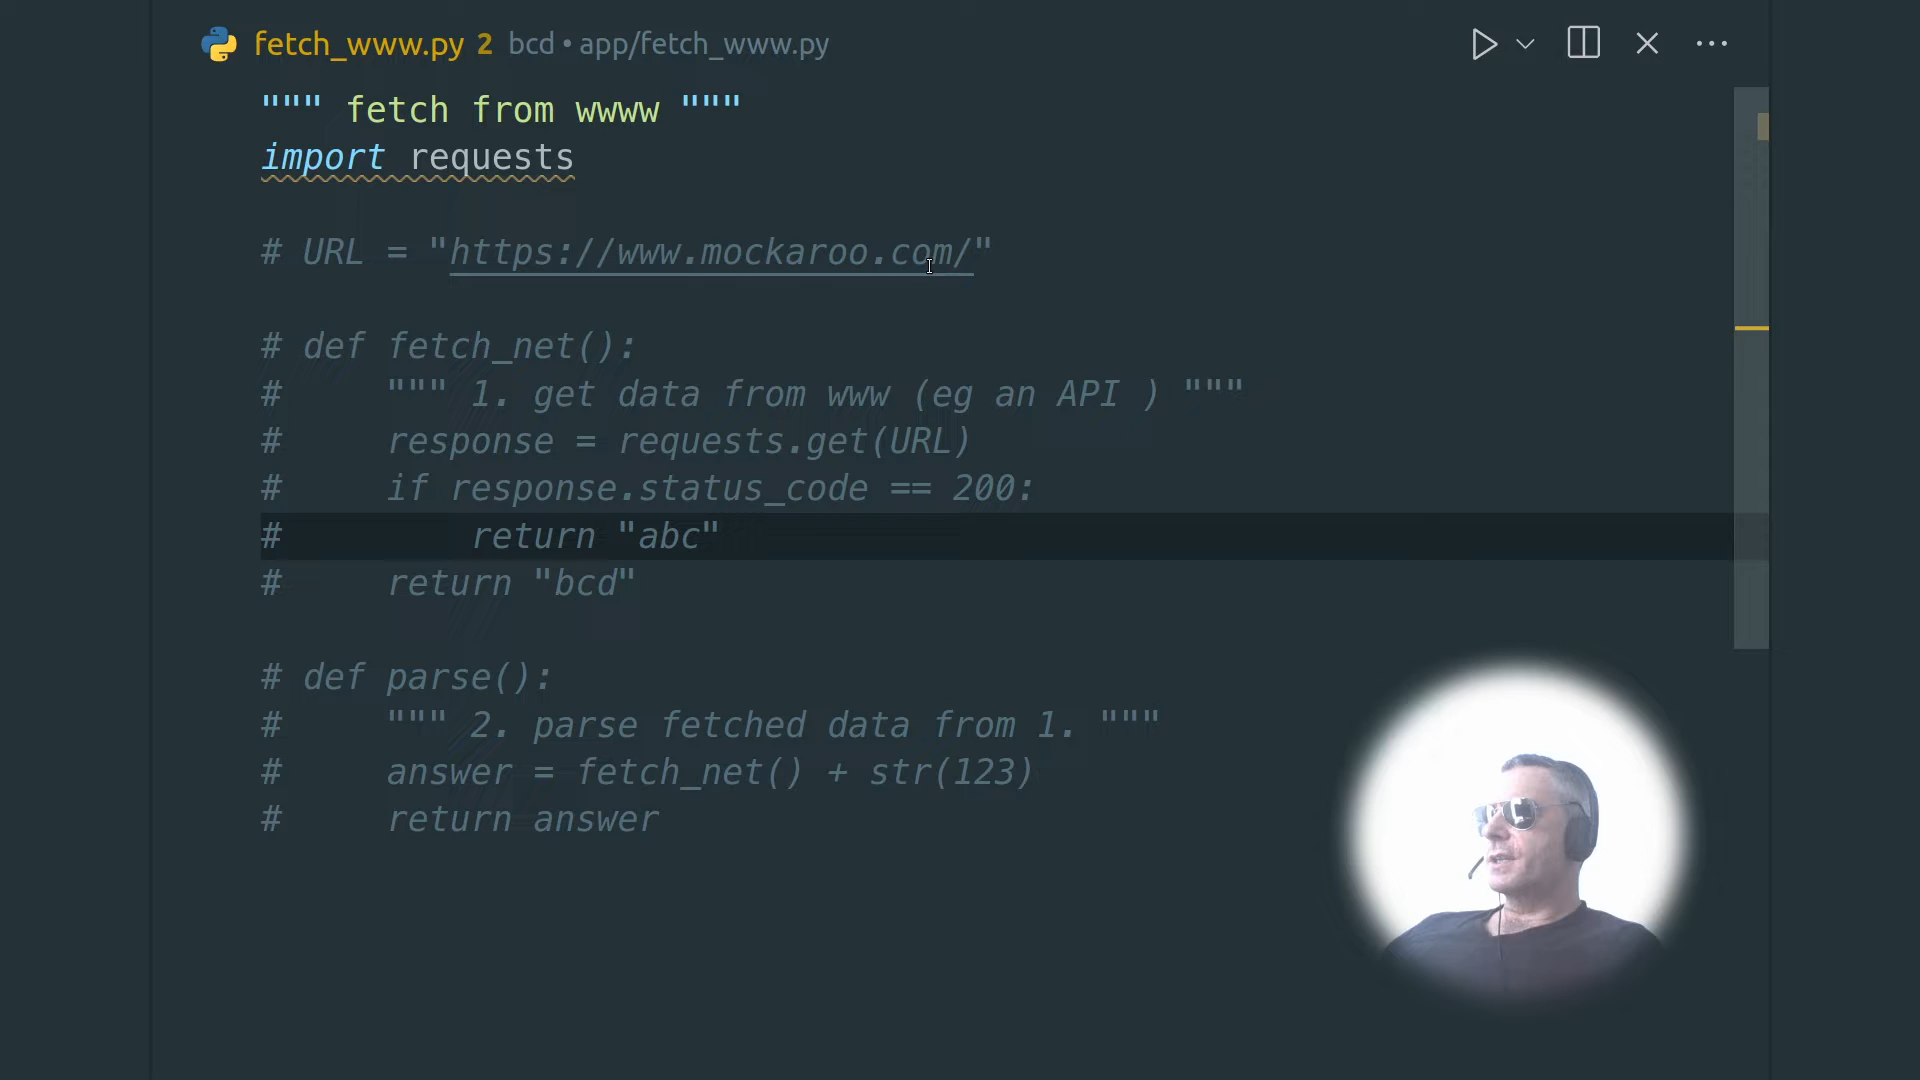 fetch_www.py 2 bcd • app/fetch_www.py
""" fetch from wwww """
import requests
# URL = "https://www.mockaroo.com/"
# def fetch_net():
#     """ 1. get data from www (eg an API ) """
#     response = requests.get(URL)
#     if response.status_code == 200:
#         return "abc"
#     return "bcd"
# def parse():
#     """ 2. parse fetched data from 1. """
#     answer = fetch_net() + str(123)
#     return answer